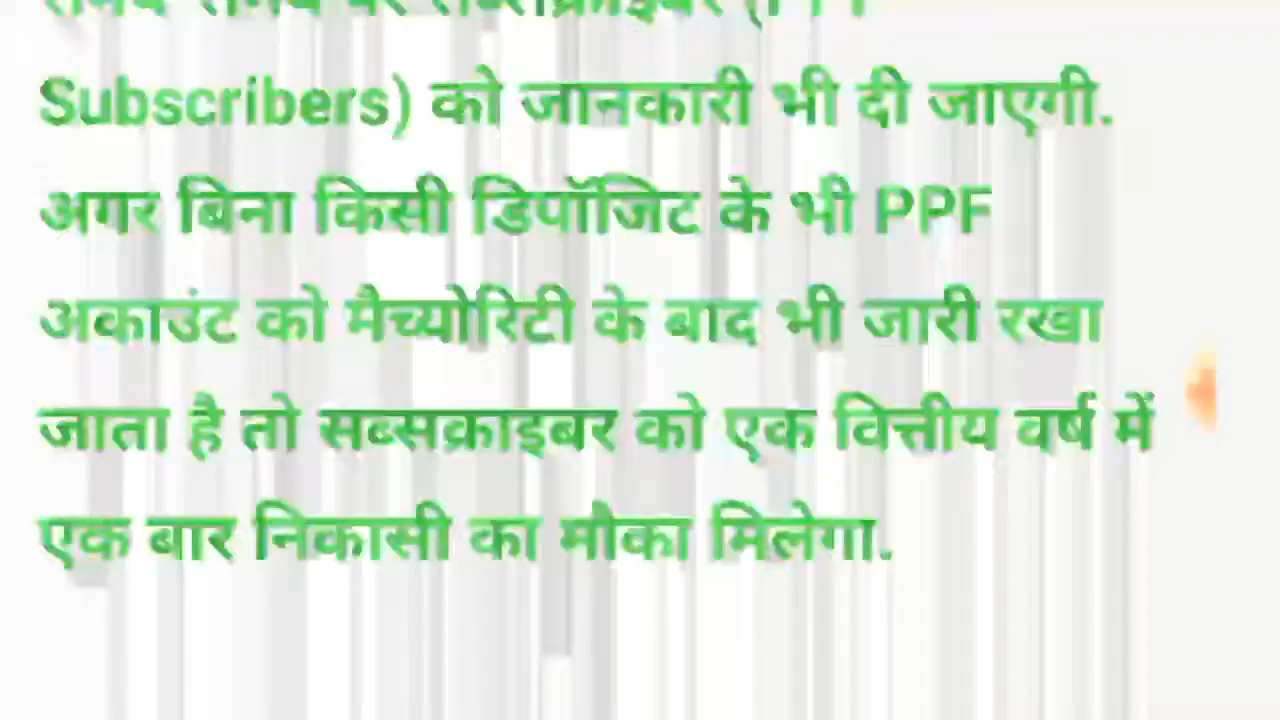 Subscribers) को जानकारी भी दी जाएगी.
अगर बिना किसी डिपॉजिट के भी PPF
अकाउंट को मैच्योरिटी के बाद भी जारी रखा
जाता है तो सब्सक्राइबर को एक वित्तीय वर्ष में
एक बार निकासी का मौका मिलेगा.